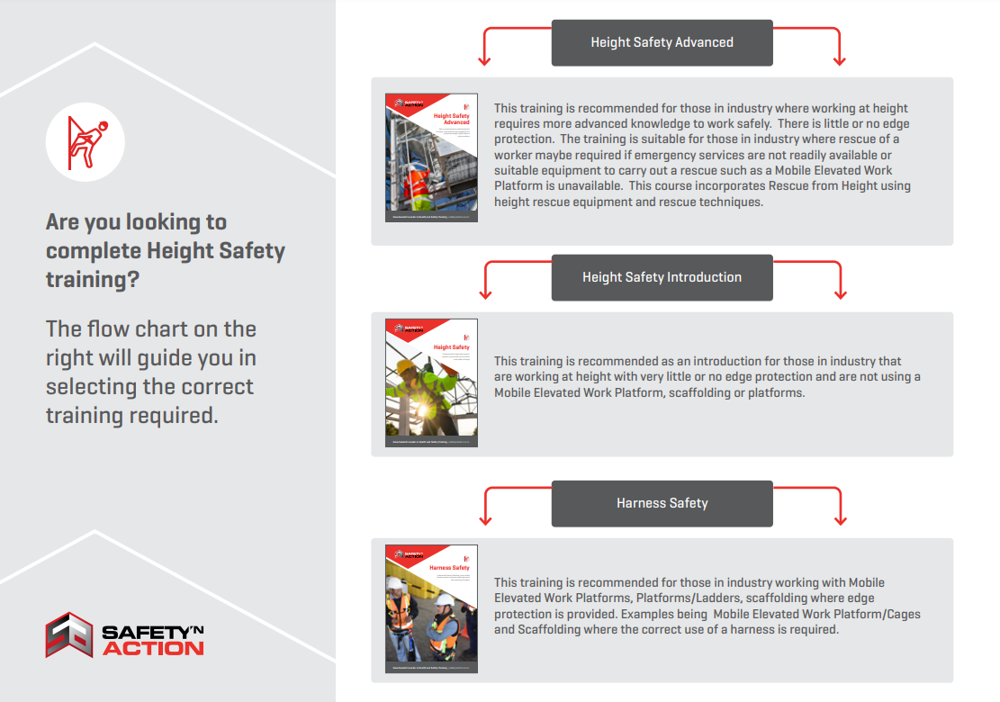 Are you looking to
complete Height Safety
training?
The flow chart on the
right will guide you in
selecting the correct
training required.
SAFETY'N
ACTION
Height Safety Advanced
SAFETY'N
ACTION
Height Safety
Advanced
This training is recommended for those in industry where working at height
requires more advanced knowledge to work safely.  There is little or no edge
protection.  The training is suitable for those in industry where rescue of a
worker maybe required if emergency services are not readily available or
suitable equipment to carry out a rescue such as a Mobile Elevated Work
Platform is unavailable.  This course incorporates Rescue from Height using
height rescue equipment and rescue techniques.
Height Safety Introduction
SAFETY'N
ACTION
Height Safety
This training is recommended as an introduction for those in industry that
are working at height with very little or no edge protection and are not using a
Mobile Elevated Work Platform, scaffolding or platforms.
Harness Safety
SAFETY'N
ACTION
Harness Safety
This training is recommended for those in industry working with Mobile
Elevated Work Platforms, Platforms/Ladders, scaffolding where edge
protection is provided. Examples being  Mobile Elevated Work Platform/Cages
and Scaffolding where the correct use of a harness is required.